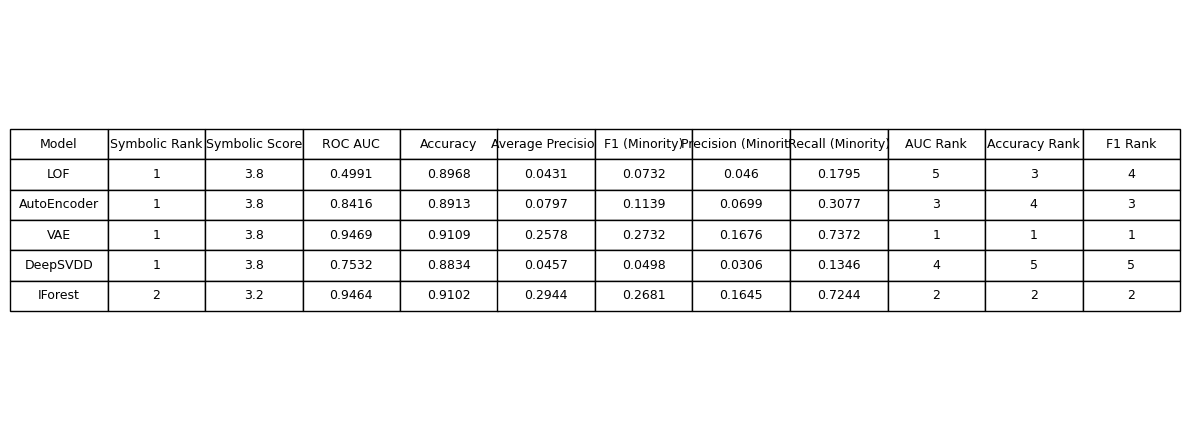 Model Symbolic Rank Symbolic Score ROC AUC Accuracy Average Precisio F1 (Minority) Precision (Minorit Recall (Minority) AUC Rank Accuracy Rank F1 Rank
LOF 1 3.8 0.4991 0.8968 0.0431 0.0732 0.046 0.1795 5 3 4
AutoEncoder 1 3.8 0.8416 0.8913 0.0797 0.1139 0.0699 0.3077 3 4 3
VAE 1 3.8 0.9469 0.9109 0.2578 0.2732 0.1676 0.7372 1 1 1
DeepSVDD 1 3.8 0.7532 0.8834 0.0457 0.0498 0.0306 0.1346 4 5 5
IForest 2 3.2 0.9464 0.9102 0.2944 0.2681 0.1645 0.7244 2 2 2